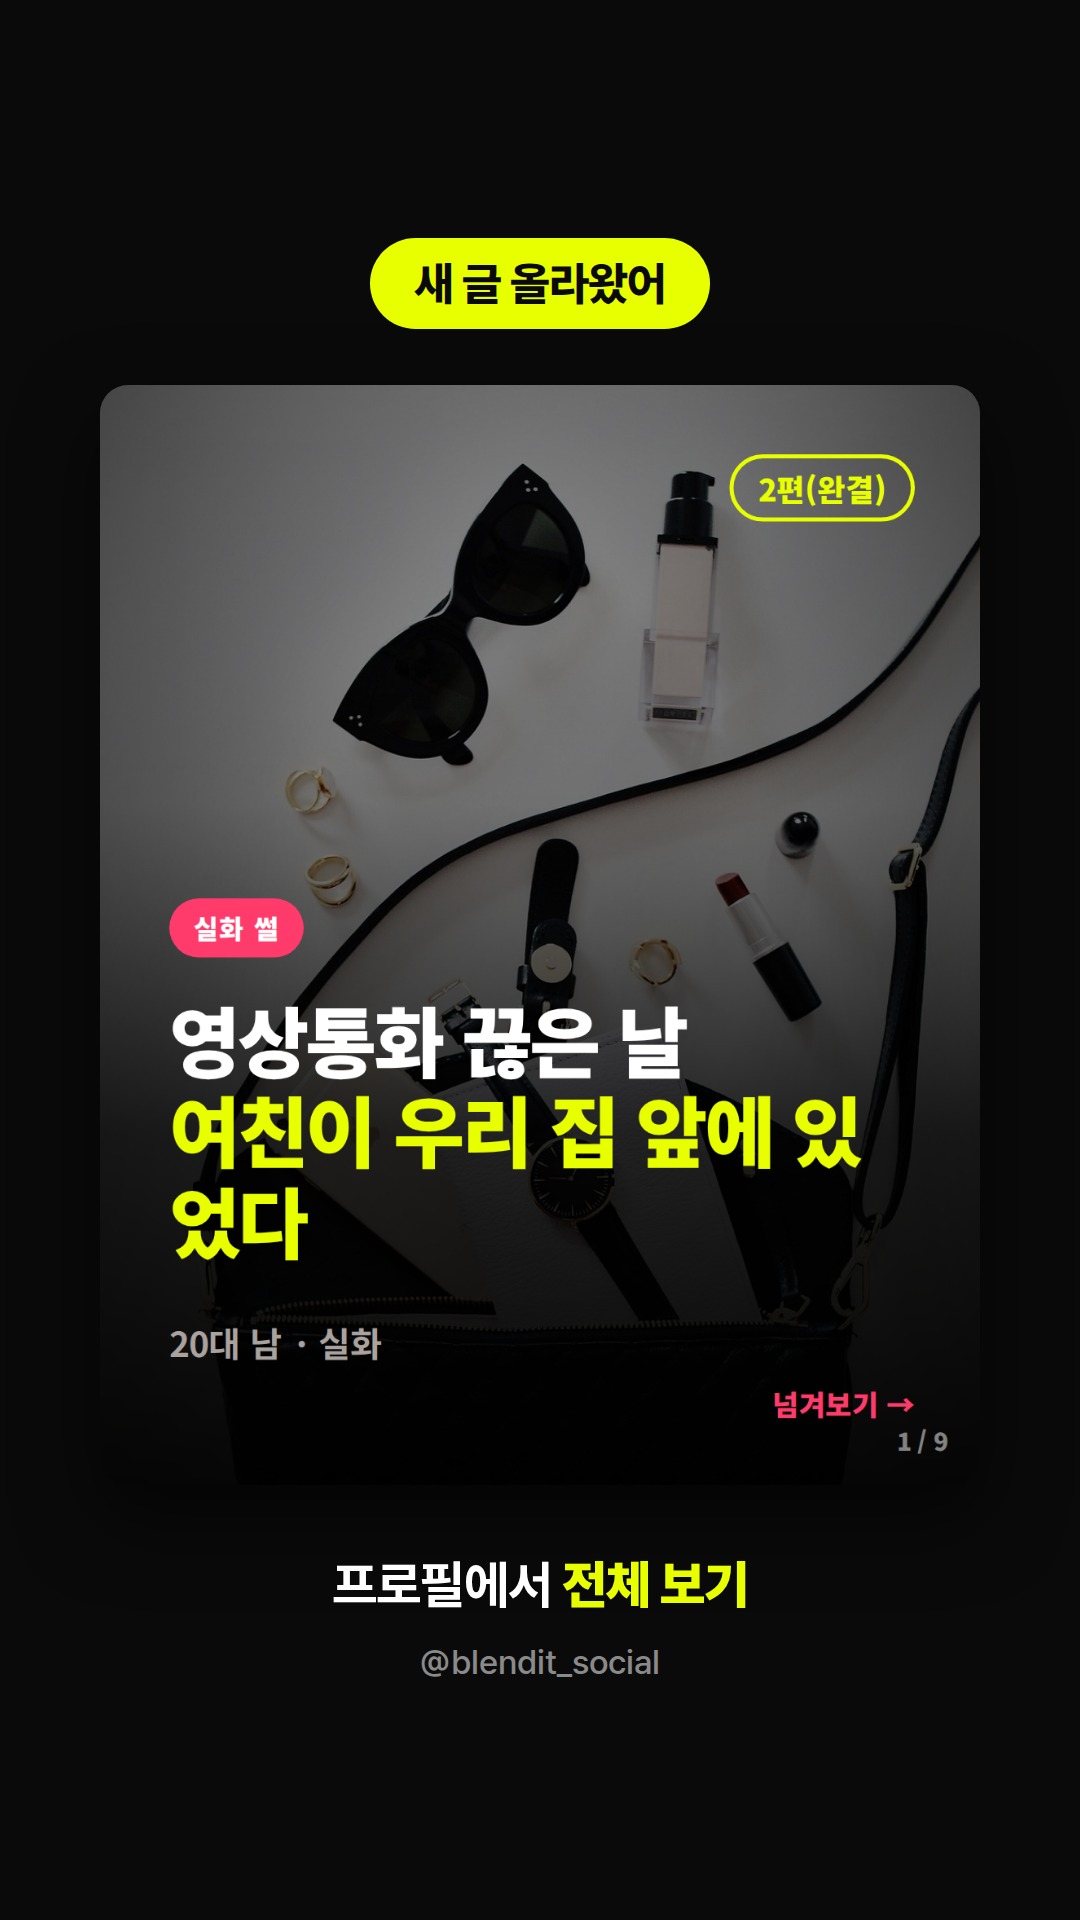 새 글 올라왔어
2편(완결)
실화 썰
영상통화 끊은 날
여친이 우리 집 앞에 있
었다
20대 남 · 실화
넘겨보기 →
1 / 9
프로필에서 전체 보기
@blendit_social